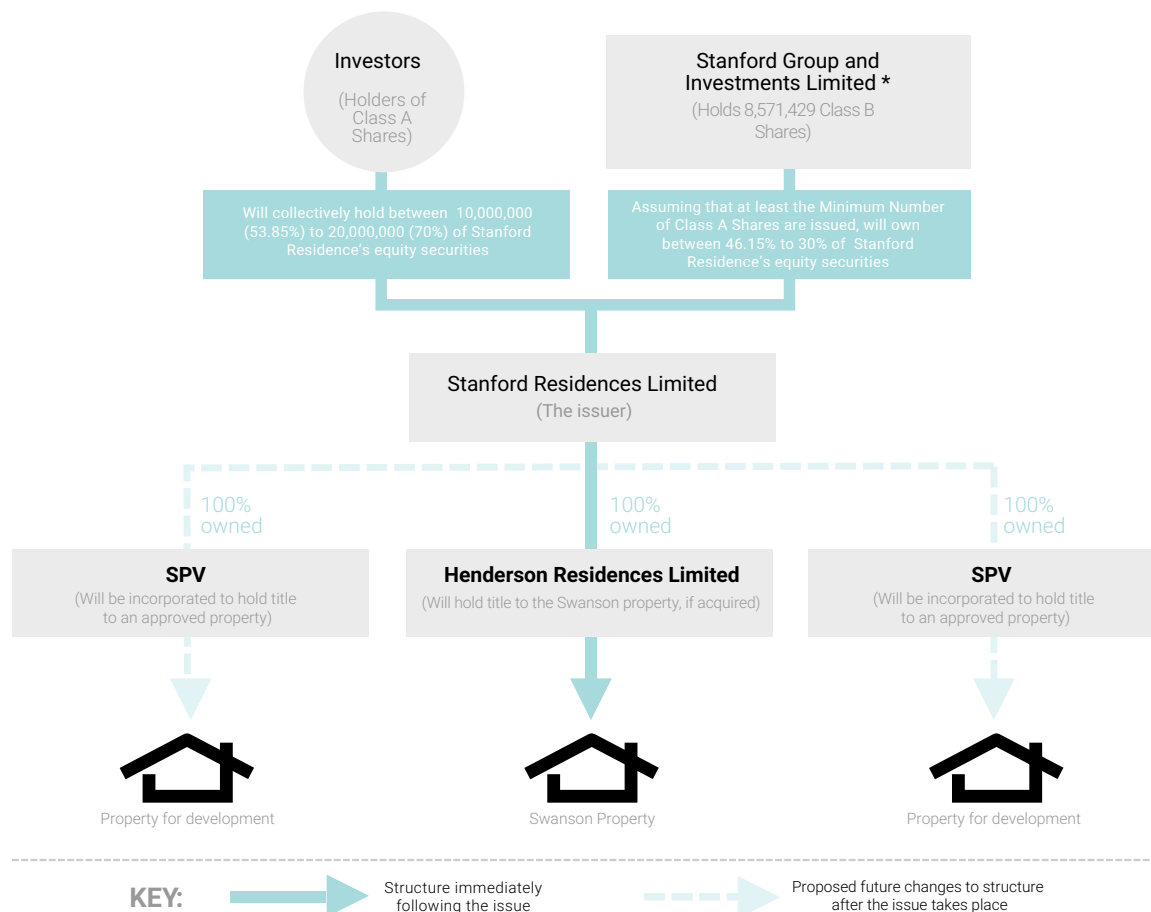 Investors
(Holders of
Class A
Shares)
Stanford Group and
Investments Limited *
(Holds 8,571,429 Class B
Shares)
Will collectively hold between 10,000,000
(53.85%) to 20,000,000 (70%) of Stanford
Residence's equity securities
Assuming that at least the Minimum Number
of Class A Shares are issued, will own
between 46.15% to 30% of Stanford
Residence's equity securities
Stanford Residences Limited
(The issuer)
100%
owned
100%
owned
100%
owned
SPV
(Will be incorporated to hold title
to an approved property)
Henderson Residences Limited
(Will hold title to the Swanson property, if acquired)
SPV
(Will be incorporated to hold title
to an approved property)
Property for development
Swanson Property
Property for development
KEY:
Structure immediately
following the issue
Proposed future changes to structure
after the issue takes place